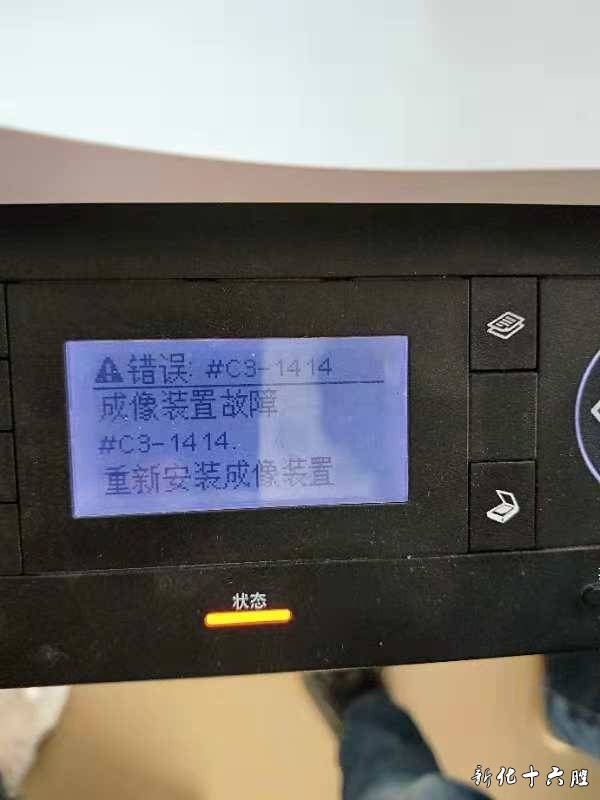 错误: #C3-1414
成像装置故障
#C3-1414.
重新安装成像装置
状态
新化十六胆